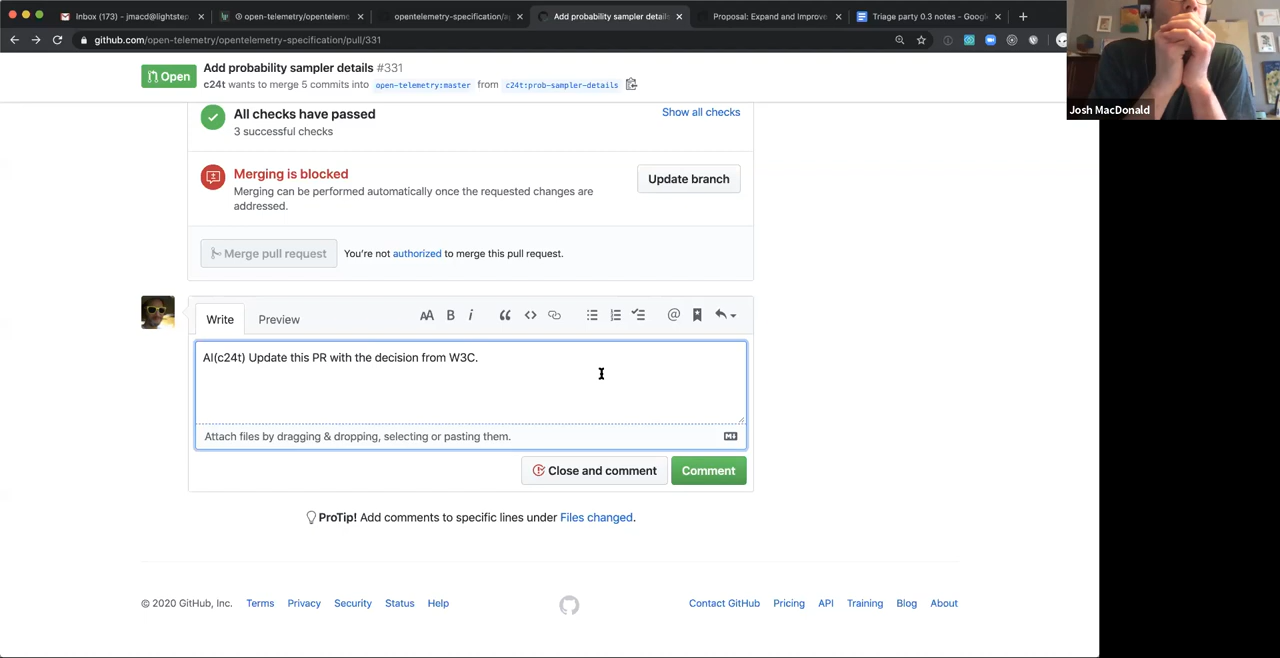 Inbox (173) - jmacd@lightstep
open-telemetry/opentelem
opentelemetry-specification/a
Add probability sampler detail
Proposal: Expand and Improve
Triage party 0.3 notes - Goog
github.com/open-telemetry/opentelemetry-specification/pull/331
Josh MacDonald
Open
Add probability sampler details #331
c24t wants to merge 5 commits into open-telemetry:master from c24t:prob-sampler-details
All checks have passed
Show all checks
3 successful checks
Merging is blocked
Update branch
Merging can be performed automatically once the requested changes are
addressed.
Merge pull request
You're not authorized to merge this pull request.
Write
Preview
AI(c24t) Update this PR with the decision from W3C.
Attach files by dragging & dropping, selecting or pasting them.
Close and comment
Comment
ProTip! Add comments to specific lines under Files changed.
© 2020 GitHub, Inc. Terms Privacy Security Status Help
Contact GitHub Pricing API Training Blog About